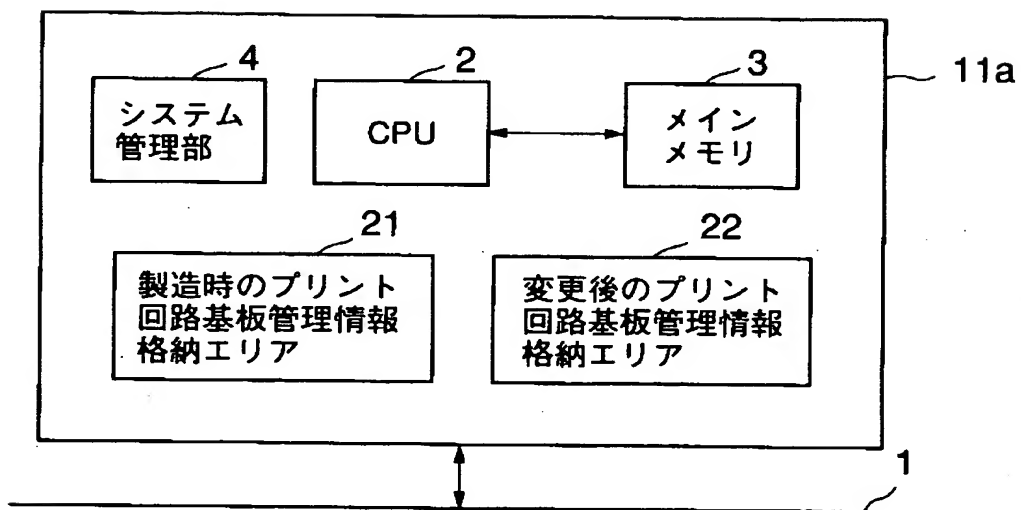 4
2
3
11a
システム
管理部
CPU
メイン
メモリ
21
22
製造時のプリント
回路基板管理情報
格納エリア
変更後のプリント
回路基板管理情報
格納エリア
1